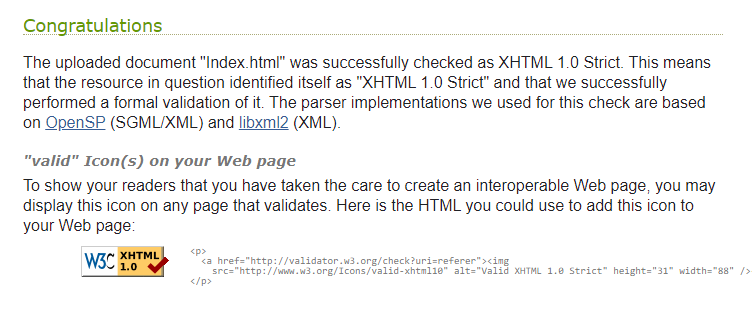 Congratulations
The uploaded document "Index.html" was successfully checked as XHTML 1.0 Strict. This means
that the resource in question identified itself as "XHTML 1.0 Strict" and that we successfully
performed a formal validation of it. The parser implementations we used for this check are based
on OpenSP (SGML/XML) and libxml2 (XML).
"valid" Icon(s) on your Web page
To show your readers that you have taken the care to create an interoperable Web page, you may
display this icon on any page that validates. Here is the HTML you could use to add this icon to
your Web page:
W3C XHTML
1.0
<p>
<a href="http://validator.w3.org/check?uri=referer"><img
src="http://www.w3.org/Icons/valid-xhtml10" alt="Valid XHTML 1.0 Strict" height="31" width="88" />
</p>